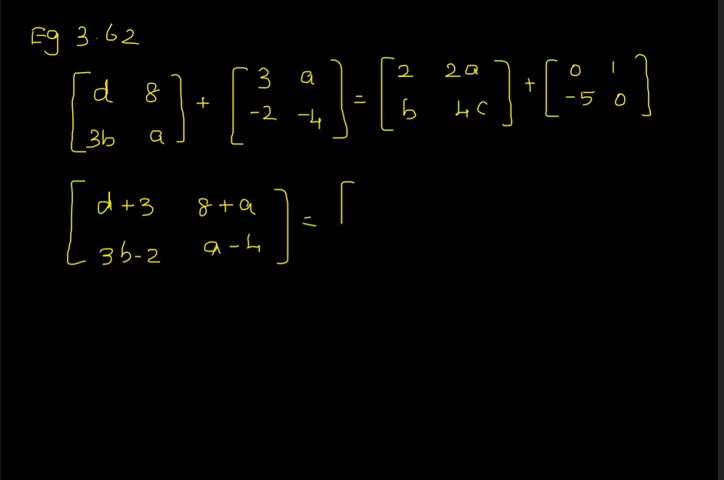 Eg 3.62
[d 8
3b a] + [3 a
-2 -4] = [2 2a
b 4c] + [0 1
-5 0]
[d+3 8+a
3b-2 a-4] = [